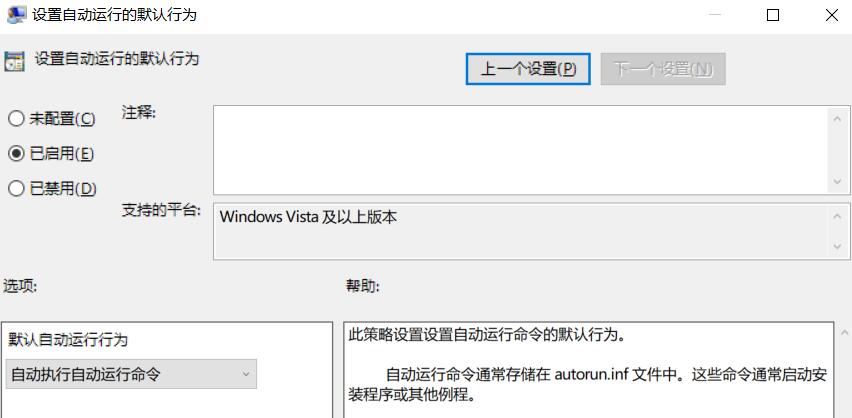 设置自动运行的默认行为
设置自动运行的默认行为
上一个设置(P)
下一个设置(N)
未配置(C)
注释:
已启用(E)
已禁用(D)
支持的平台:
Windows Vista 及以上版本
选项:
帮助:
默认自动运行行为
自动执行自动运行命令
此策略设置设置自动运行命令的默认行为。
自动运行命令通常存储在 autorun.inf 文件中。这些命令通常启动安
装程序或其他例程。